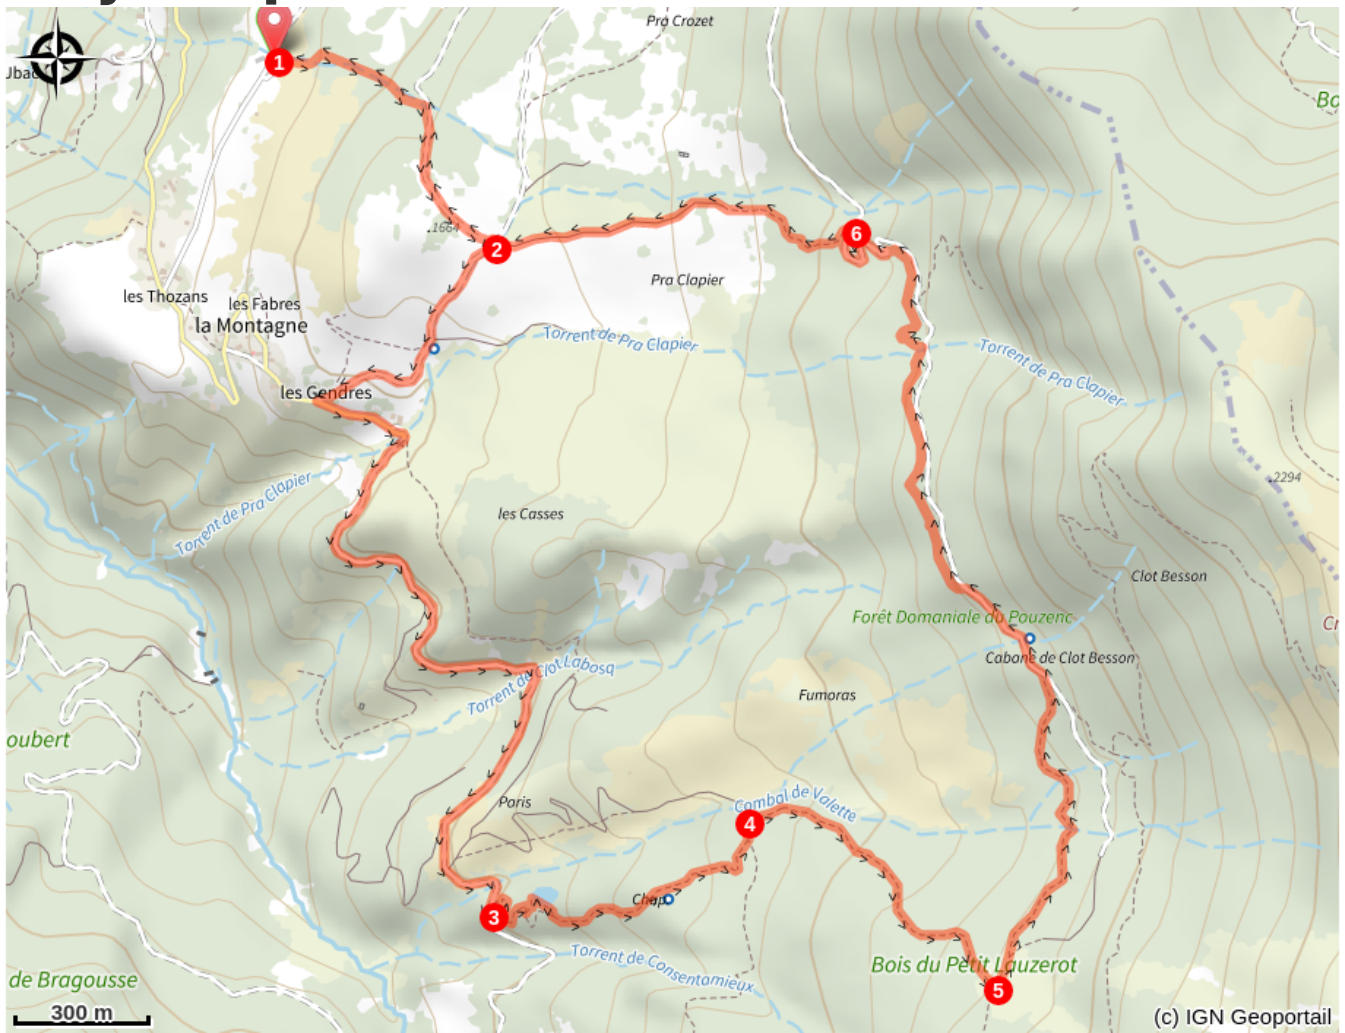 Pra Crozet
1
Ubac
Bo
.1664
2
6
Pra Clapier
les Thozans
les Fabres
la Montagne
Torrent de Pra Clapier
Torrent de Pra Clapier
les Gendres
.2294
Torrent de Pra Clapier
les Casses
Clot Besson
Forêt Domaniale du Pouzenc
Cr
Cabane de Clot Besson
Torrent de Clot Labosq
Fumoras
oubert
Paris
Combal de Valette
4
Chap
3
Torrent de Consentamieux
Bois du Petit Lauzerot
5
de Bragousse
300 m
(c) IGN Geoportail